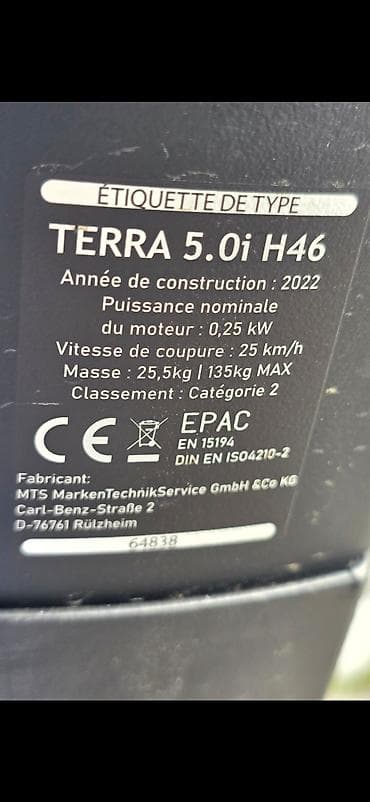 ÉTIQUETTE DE TYPE
TERRA 5.0i H46
Année de construction : 2022
Puissance nominale
du moteur : 0,25 kW
Vitesse de coupure : 25 km/h
Masse : 25,5kg | 135kg MAX
Classement : Catégorie 2
CE EPAC
EN 15194
DIN EN ISO4210-2
Fabricant:
MTS MarkenTechnikService GmbH &Co KG
Carl-Benz-Straße 2
D-76761 Rülzheim
64838